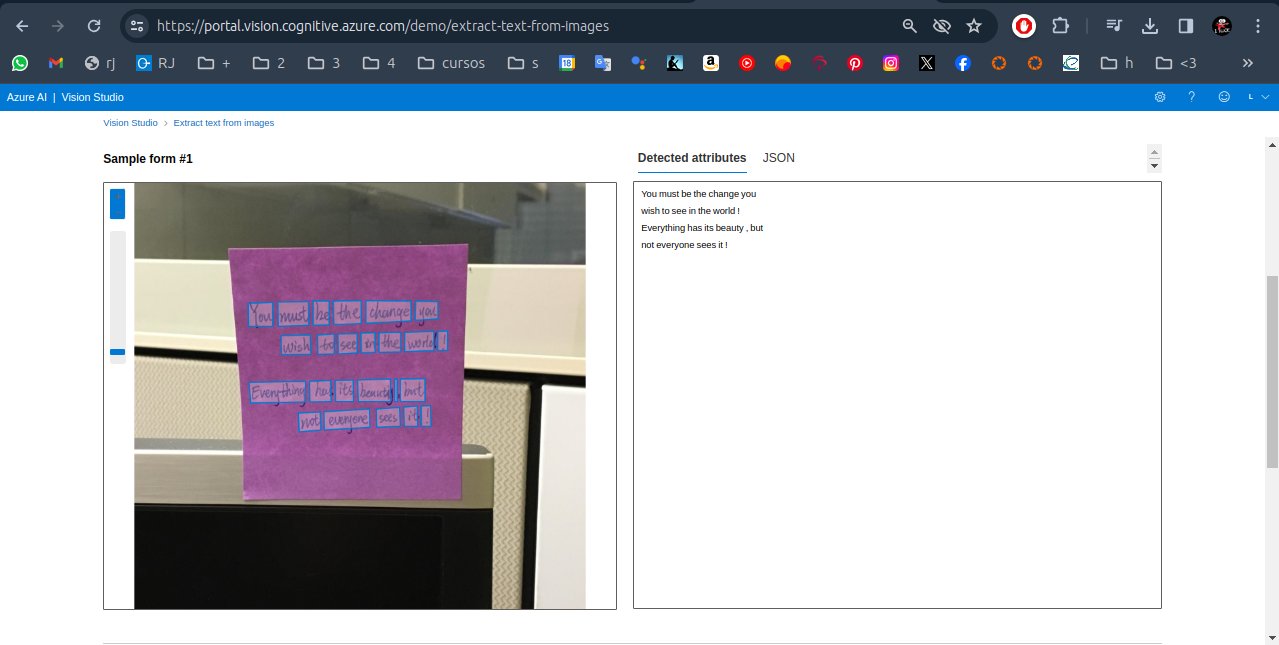 https://portal.vision.cognitive.azure.com/demo/extract-text-from-images
rj
RJ
+
2
3
4
cursos
s
h
<3
Azure AI | Vision Studio
L
Vision Studio > Extract text from images
Sample form #1
Detected attributes
JSON
You must be the change you
wish to see in the world!
Everything has its beauty, but
not everyone sees it!
You must be the change you
wish to see in the world !
Everything has its beauty , but
not everyone sees it !